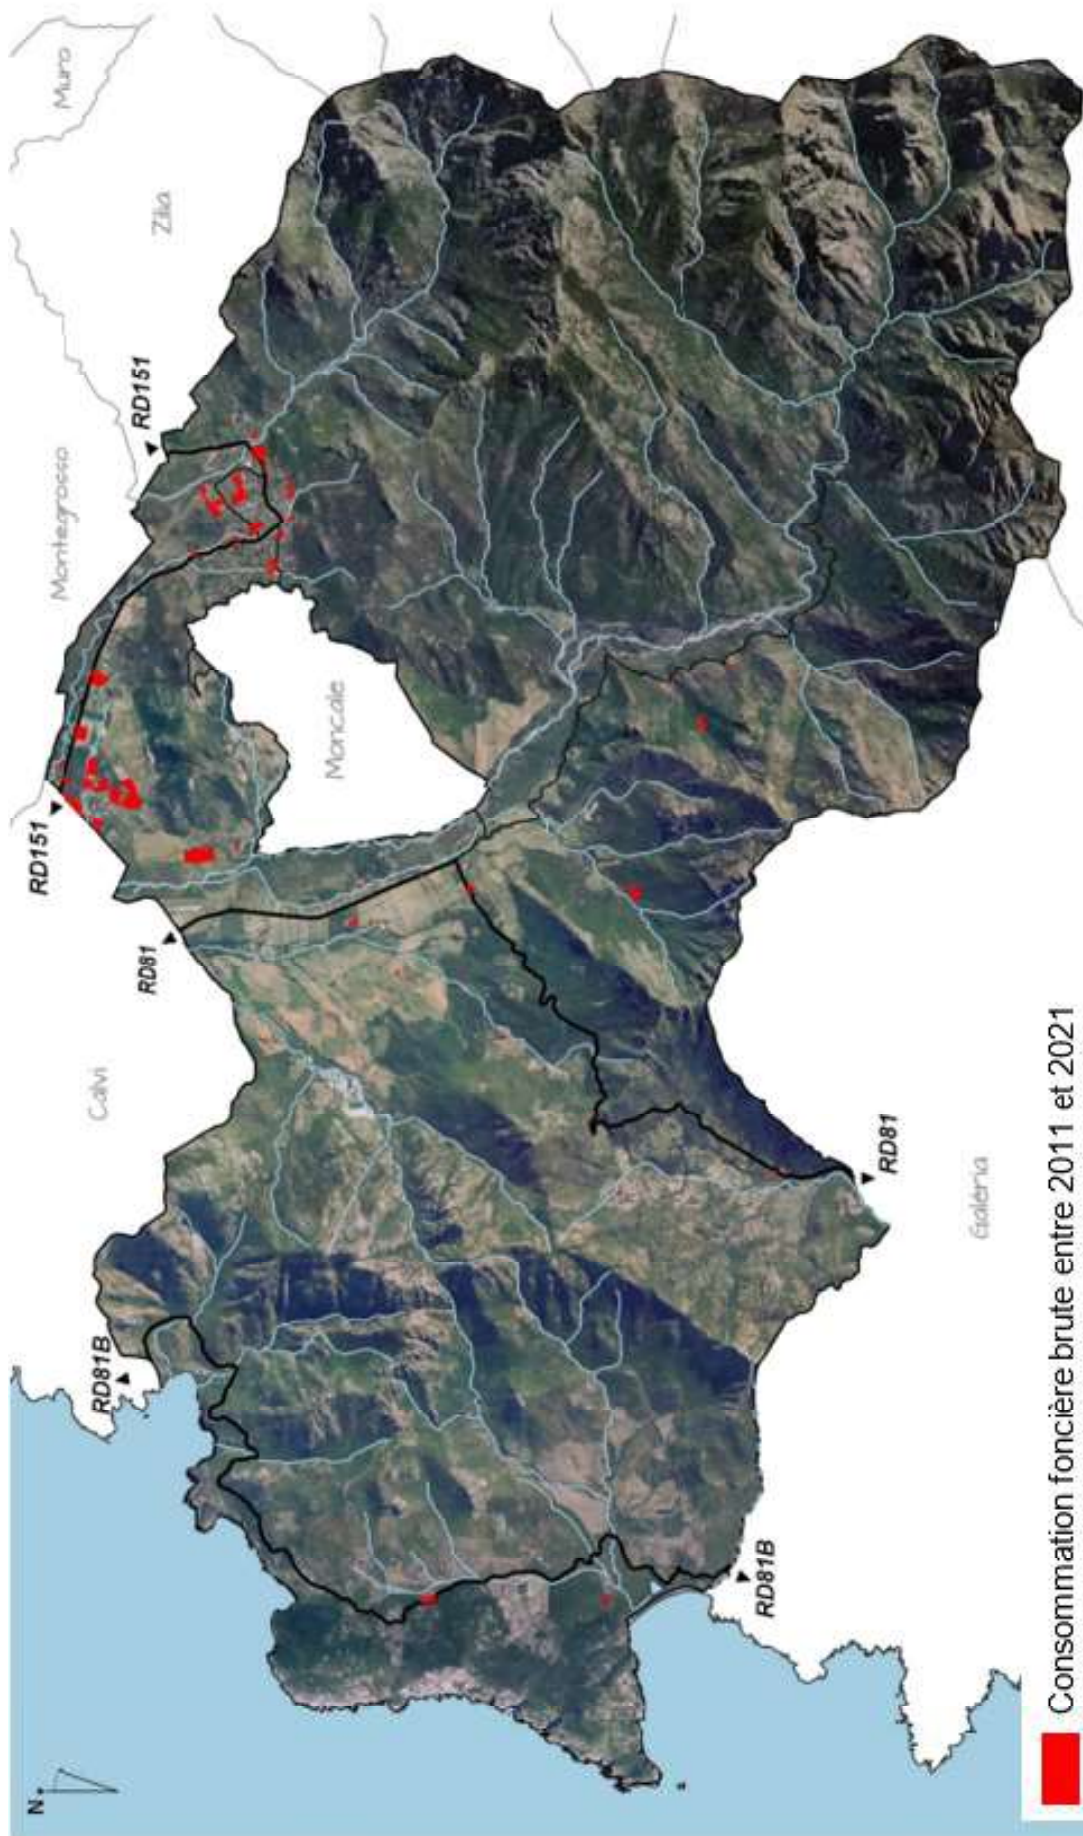 N
Calvi
Montegrosso
Zilia
Muro
RD81B
RD81
RD151
RD151
Moncale
RD81B
RD81
Galéria
Consommation foncière brute entre 2011 et 2021